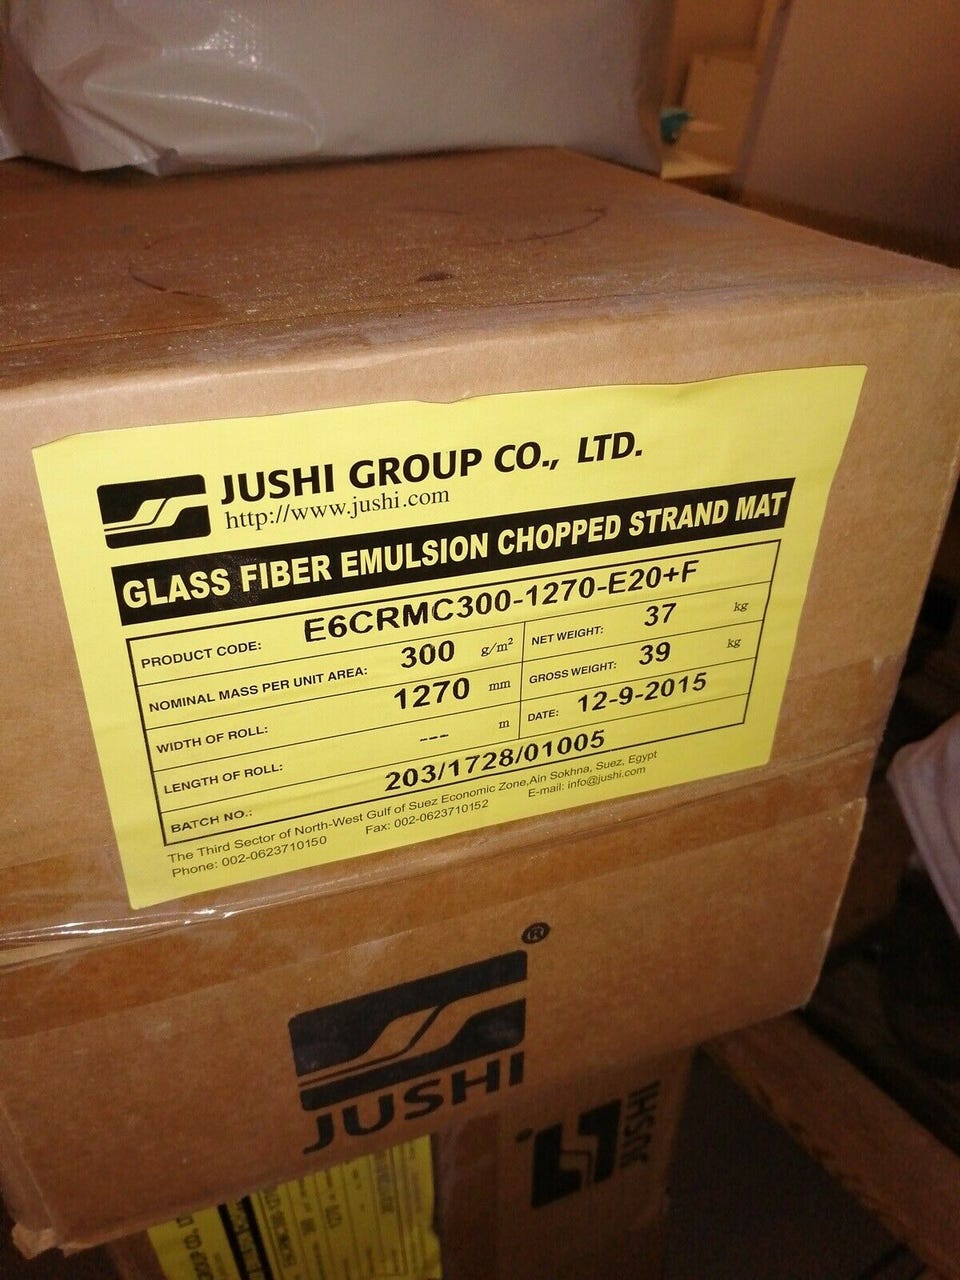 JUSHI GROUP CO., LTD.
http://www.jushi.com
GLASS FIBER EMULSION CHOPPED STRAND MAT
PRODUCT CODE: E6CRMC300-1270-E20+F
NOMINAL MASS PER UNIT AREA: 300 g/m² NET WEIGHT: 37 kg
WIDTH OF ROLL: 1270 mm GROSS WEIGHT: 39 kg
LENGTH OF ROLL: --- m DATE: 12-9-2015
BATCH NO.: 203/1728/01005
The Third Sector of North-West Gulf of Suez Economic Zone,Ain Sokhna, Suez, Egypt
Phone: 002-0623710150 Fax: 002-0623710152 E-mail: info@jushi.com
®
JUSHI
JUSHI